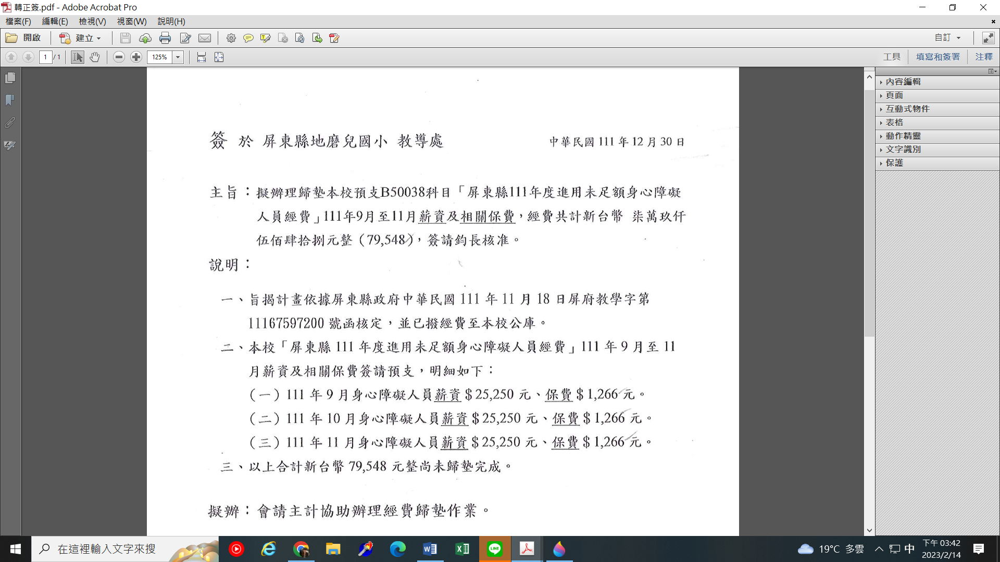 轉正簽.pdf - Adobe Acrobat Pro
檔案(F) 編輯(E) 檢視(V) 視窗(W) 說明(H)
開啟 建立 自訂
1 / 1 125% 工具 填寫和簽署 注釋
內容編輯
頁面
互動式物件
表格
動作精靈
文字識別
保護
簽 於 屏東縣地磨兒國小 教導處 中華民國 111 年 12 月 30 日
主旨：擬辦理歸墊本校預支B50038科目「屏東縣111年度進用未足額身心障礙
人員經費」111年9月至11月薪資及相關保費，經費共計新台幣 柒萬玖仟
伍佰肆拾捌元整（79,548），簽請鈞長核准。
說明：
一、旨揭計畫依據屏東縣政府中華民國 111 年 11 月 18 日屏府教學字第
11167597200 號函核定，並已撥經費至本校公庫。
二、本校「屏東縣 111 年度進用未足額身心障礙人員經費」111 年 9 月至 11
月薪資及相關保費簽請預支，明細如下：
（一）111 年 9 月身心障礙人員薪資＄25,250 元、保費＄1,266 元。
（二）111 年 10 月身心障礙人員薪資＄25,250 元、保費＄1,266 元。
（三）111 年 11 月身心障礙人員薪資＄25,250 元、保費＄1,266 元。
三、以上合計新台幣 79,548 元整尚未歸墊完成。
擬辦：會請主計協助辦理經費歸墊作業。
在這裡輸入文字來搜 LINE 19°C 多雲 中 下午 03:42
2023/2/14